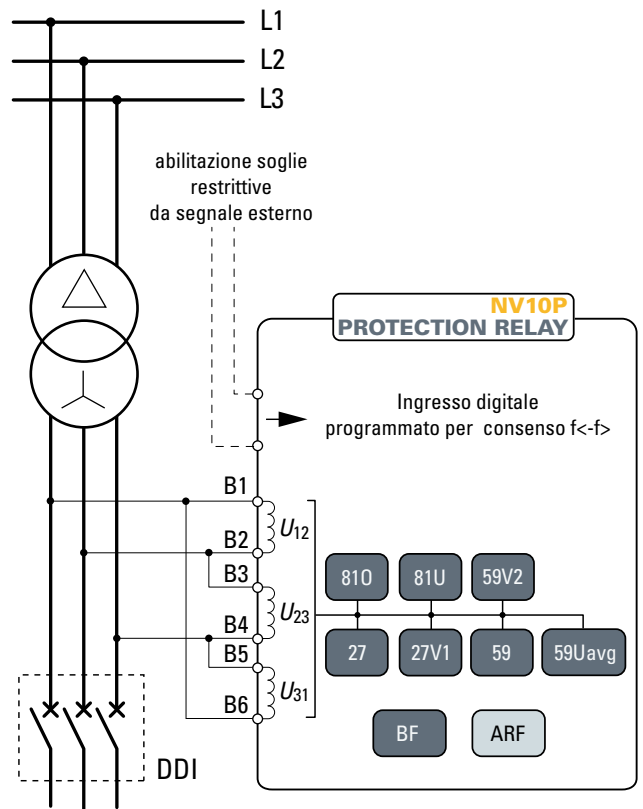 L1
L2
L3
abilitazione soglie
restrittive
da segnale esterno
NV10P
PROTECTION RELAY
Ingresso digitale
programmato per consenso f<-f>
B1
B2
B3
B4
B5
B6
U12
U23
U31
81O
81U
59V2
27
27V1
59
59Uavg
BF
ARF
DDI